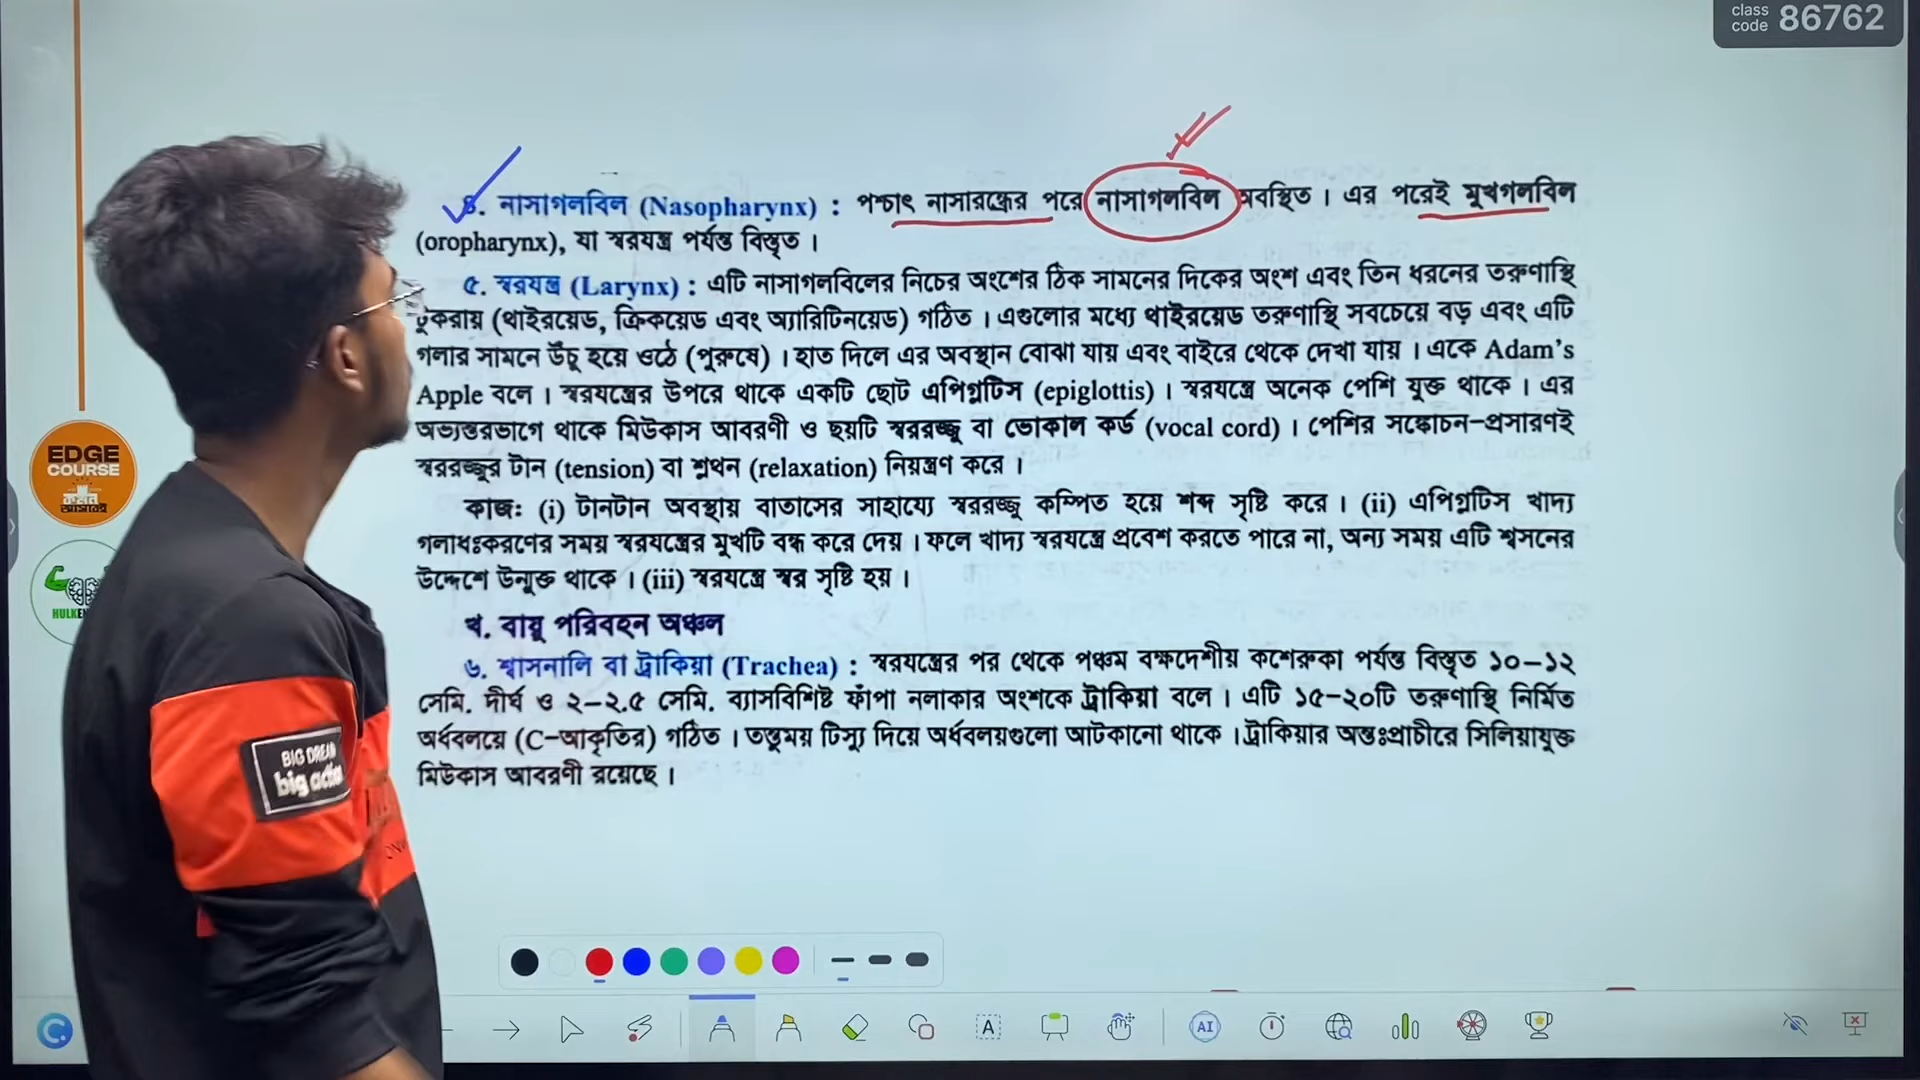 class code 86762
৪. নাসাগলবিল (Nasopharynx) : পশ্চাৎ নাসারন্ধ্রের পরে নাসাগলবিল অবস্থিত। এর পরেই মুখগলবিল
(oropharynx), যা স্বরযন্ত্র পর্যন্ত বিস্তৃত।
৫. স্বরযন্ত্র (Larynx) : এটি নাসাগলবিলের নিচের অংশের ঠিক সামনের দিকের অংশ এবং তিন ধরনের তরুণাস্থি
টুকরায় (থাইরয়েড, ক্রিকয়েড এবং অ্যারিটিনয়েড) গঠিত। এগুলোর মধ্যে থাইরয়েড তরুণাস্থি সবচেয়ে বড় এবং এটি
গলার সামনে উঁচু হয়ে ওঠে (পুরুষে)। হাত দিলে এর অবস্থান বোঝা যায় এবং বাইরে থেকে দেখা যায়। একে Adam's
Apple বলে। স্বরযন্ত্রের উপরে থাকে একটি ছোট এপিগ্লটিস (epiglottis)। স্বরযন্ত্রে অনেক পেশি যুক্ত থাকে। এর
অভ্যন্তরভাগে থাকে মিউকাস আবরণী ও ছয়টি স্বররজ্জু বা ভোকাল কর্ড (vocal cord)। পেশির সঙ্কোচন-প্রসারণই
স্বররজ্জুর টান (tension) বা শ্লথন (relaxation) নিয়ন্ত্রণ করে।
কাজঃ (i) টানটান অবস্থায় বাতাসের সাহায্যে স্বররজ্জু কম্পিত হয়ে শব্দ সৃষ্টি করে। (ii) এপিগ্লটিস খাদ্য
গলাধঃকরণের সময় স্বরযন্ত্রের মুখটি বন্ধ করে দেয়। ফলে খাদ্য স্বরযন্ত্রে প্রবেশ করতে পারে না, অন্য সময় এটি শ্বসনের
উদ্দেশে উন্মুক্ত থাকে। (iii) স্বরযন্ত্রে স্বর সৃষ্টি হয়।
খ. বায়ু পরিবহন অঞ্চল
৬. শ্বাসনালি বা ট্রাকিয়া (Trachea) : স্বরযন্ত্রের পর থেকে পঞ্চম বক্ষদেশীয় কশেরুকা পর্যন্ত বিস্তৃত ১০-১২
সেমি. দীর্ঘ ও ২-২.৫ সেমি. ব্যাসবিশিষ্ট ফাঁপা নলাকার অংশকে ট্রাকিয়া বলে। এটি ১৫-২০টি তরুণাস্থি নির্মিত
অর্ধবলয়ে (C-আকৃতির) গঠিত। তন্তুময় টিস্যু দিয়ে অর্ধবলয়গুলো আটকানো থাকে। ট্রাকিয়ার অন্তঃপ্রাচীরে সিলিয়াযুক্ত
মিউকাস আবরণী রয়েছে।
EDGE
COURSE
কমন
আসবেই
BIG DREAM
big
A
AI